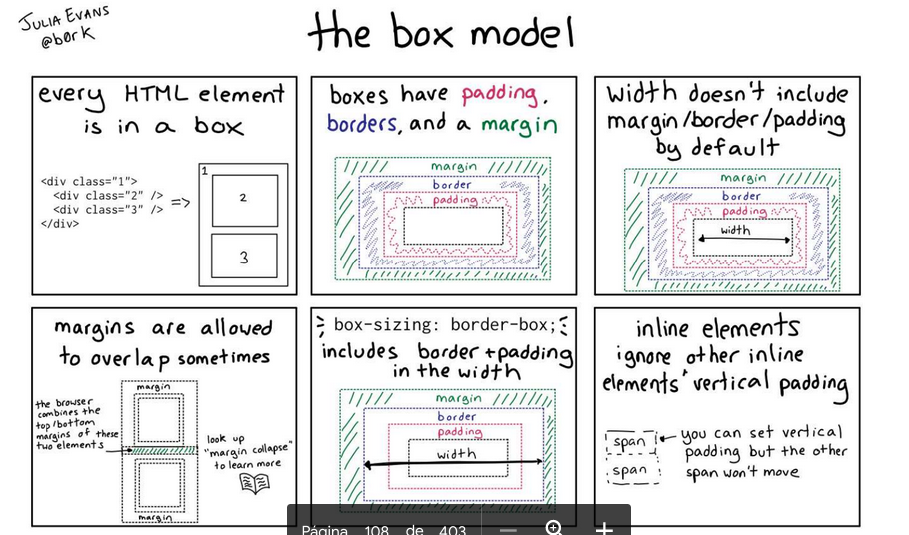 JULIA EVANS
@b0rk
the box model
every HTML element
is in a box
<div class="1">
<div class="2" />
<div class="3" />
</div>
=>
1
2
3
boxes have padding,
borders, and a margin
margin
border
padding
width doesn't include
margin/border/padding
by default
margin
border
padding
width
margins are allowed
to overlap sometimes
the browser
combines the
top/bottom
margins of these
two elements
margin
margin
look up
"margin collapse"
to learn more
box-sizing: border-box;
includes border + padding
in the width
margin
border
padding
width
inline elements
ignore other inline
elements' vertical padding
span
span
you can set vertical
padding but the other
span won't move
Página 108 de 403